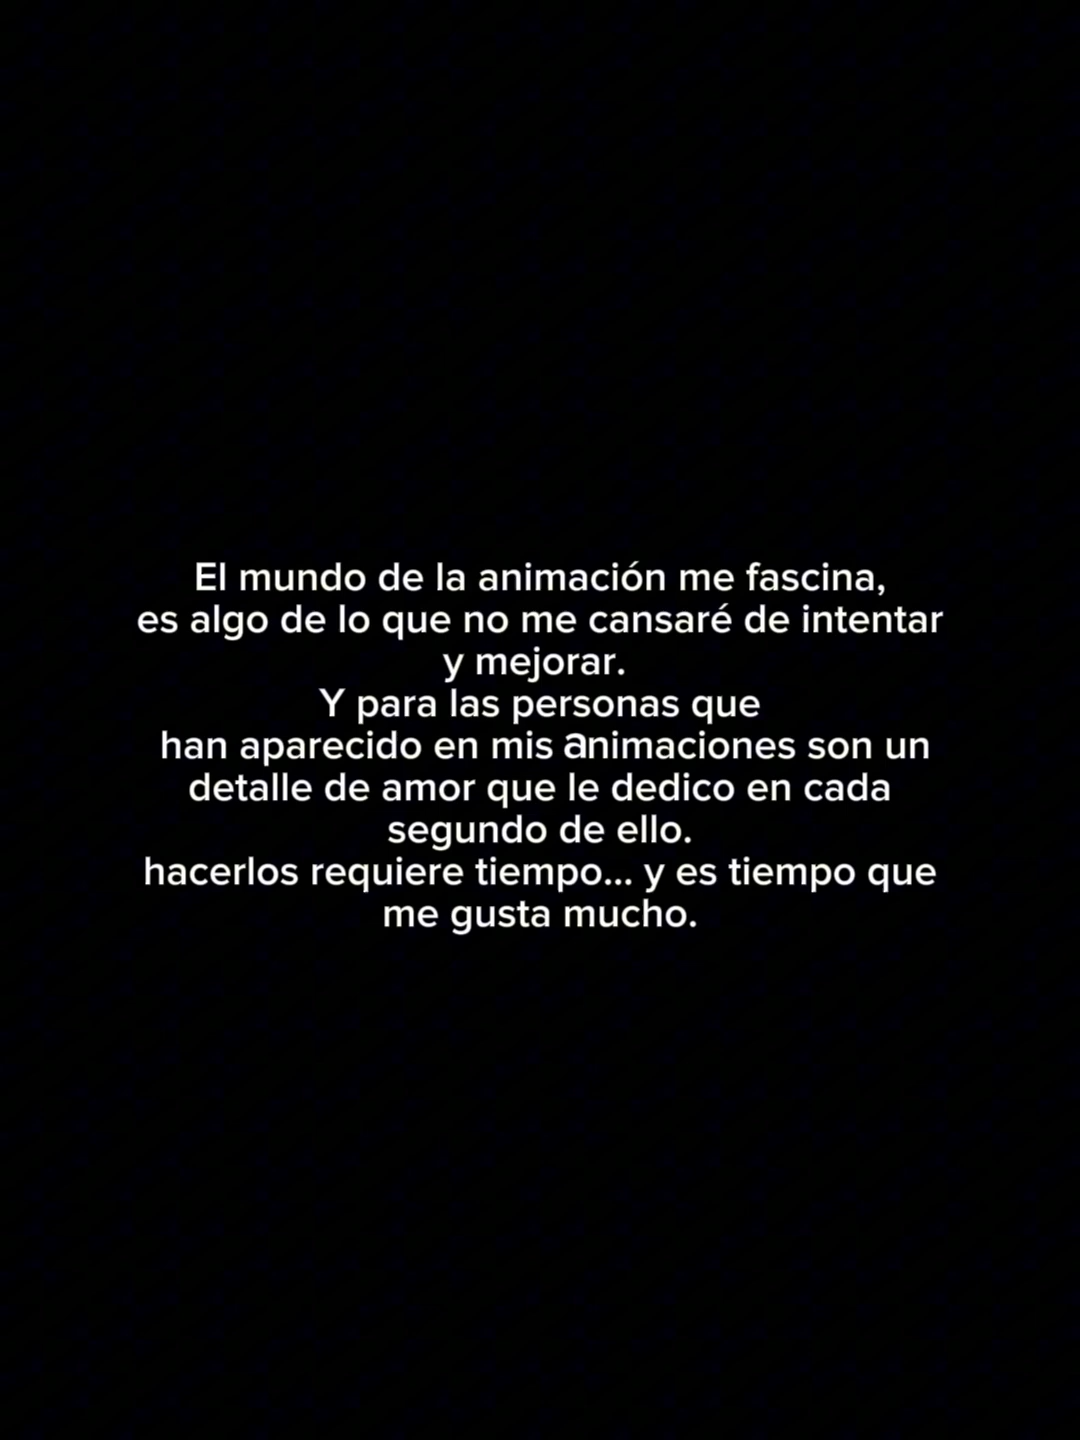 El mundo de la animación me fascina,
es algo de lo que no me cansaré de intentar
y mejorar.
Y para las personas que
han aparecido en mis animaciones son un
detalle de amor que le dedico en cada
segundo de ello.
hacerlos requiere tiempo... y es tiempo que
me gusta mucho.